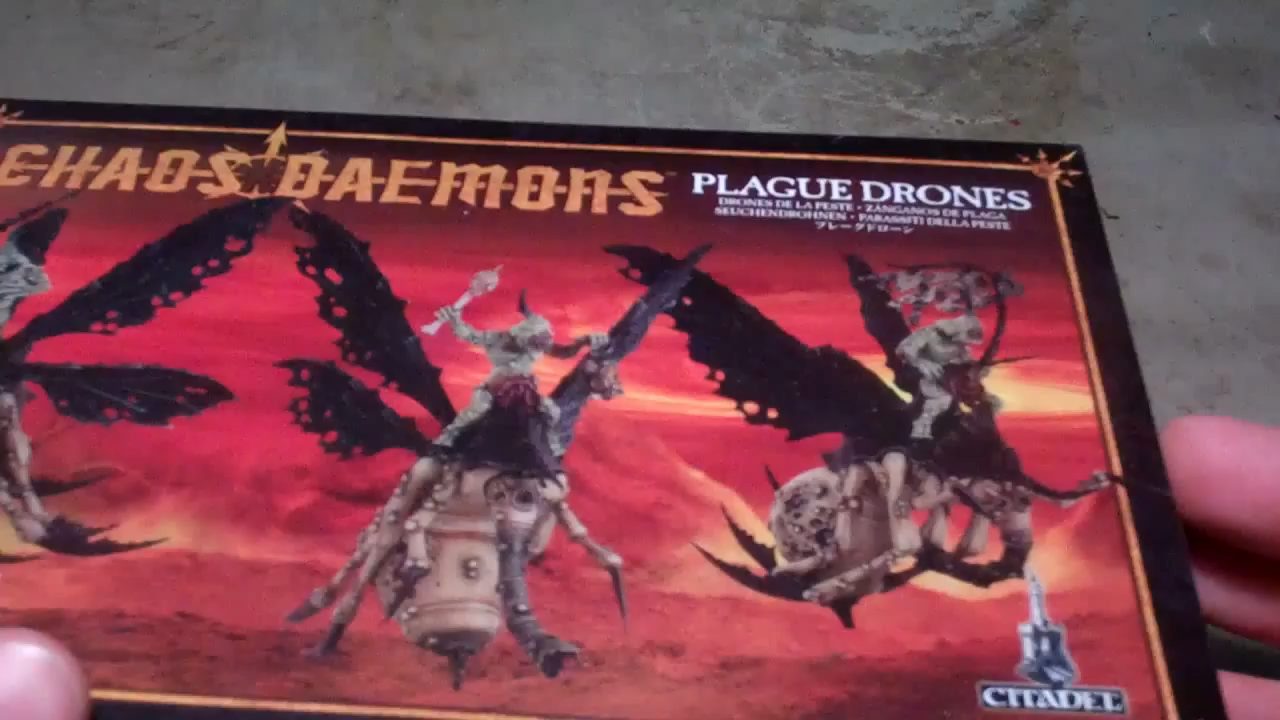 CHAOS DAEMONS™
PLAGUE DRONES
DRONES DE LA PESTE • ZÁNGANOS DE PLAGA
SEUCHENDROHNEN • PARASSITI DELLA PESTE
プレーグドローン
CITADEL